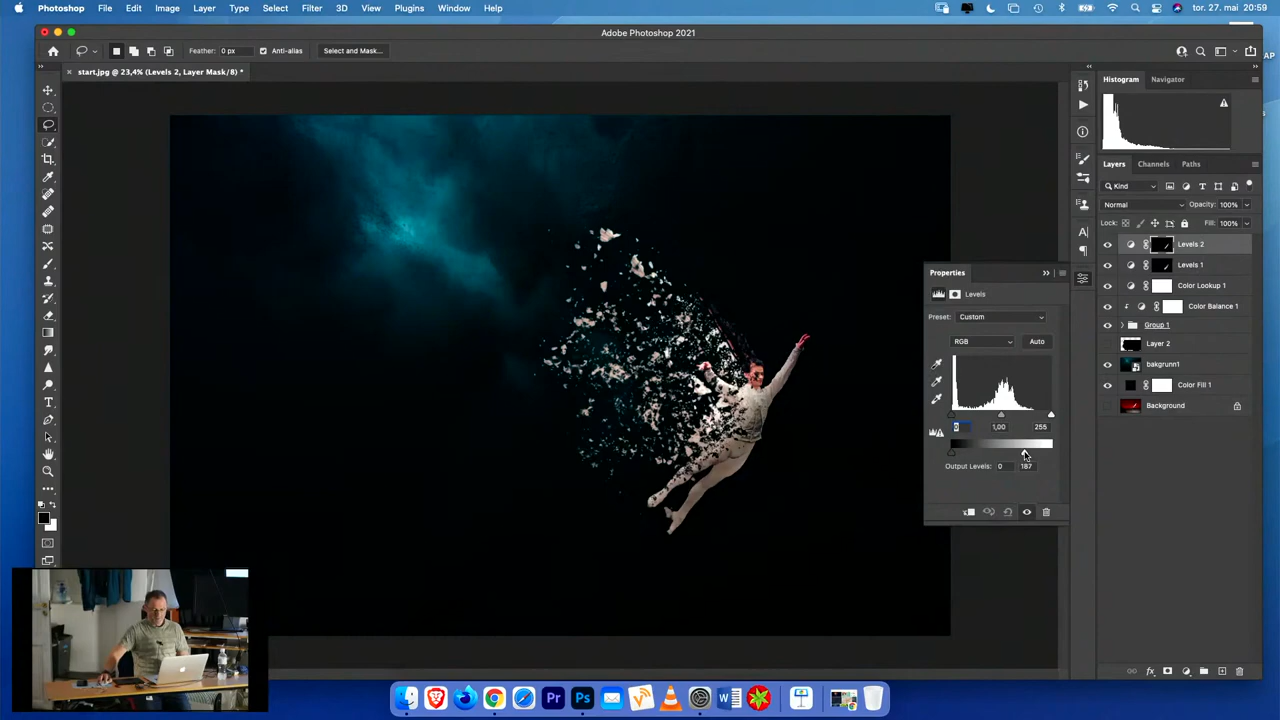 Photoshop File Edit Image Layer Type Select Filter 3D View Plugins Window Help tor. 27. mai 20:59
Adobe Photoshop 2021
AP
Feather: 0 px Anti-alias Select and Mask...
start.jpg @ 23,4% (Levels 2, Layer Mask/8) *
Histogram Navigator
Layers Channels Paths
Kind
Normal Opacity: 100%
Lock: Fill: 100%
Levels 2
Levels 1
Color Lookup 1
Color Balance 1
Group 1
Layer 2
bakgrunn1
Color Fill 1
Background
Properties
Levels
Preset: Custom
RGB Auto
0 1,00 255
Output Levels: 0 187
Pr Ps W